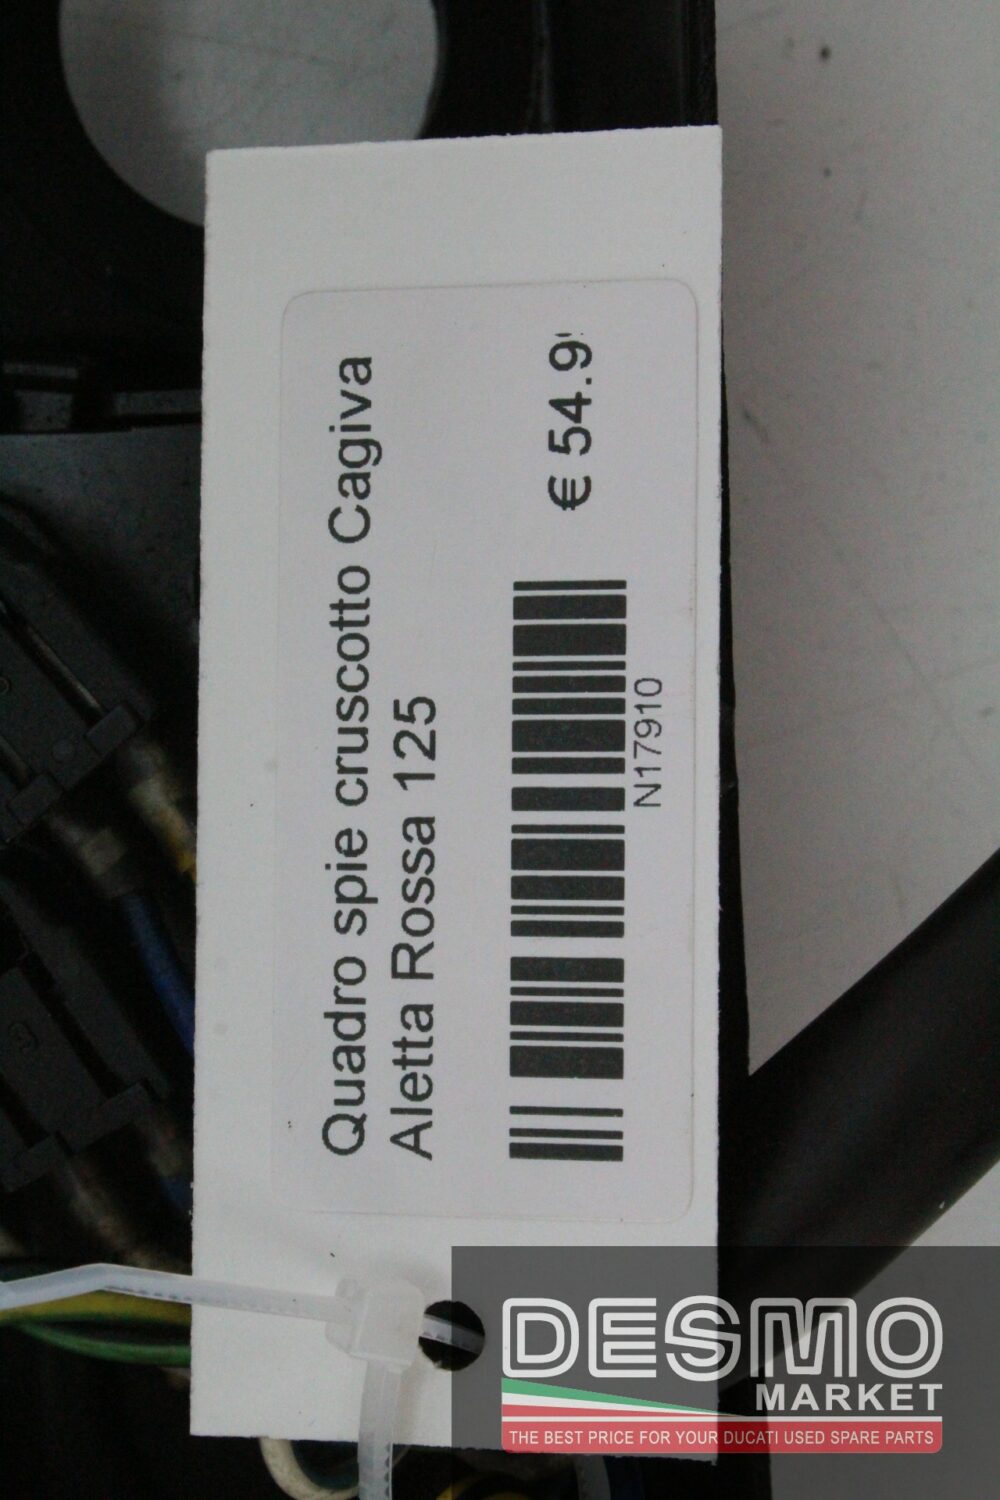 Quadro spie cruscotto Cagiva
Aletta Rossa 125
€ 54.9
N17910
DESMO
MARKET
THE BEST PRICE FOR YOUR DUCATI USED SPARE PARTS